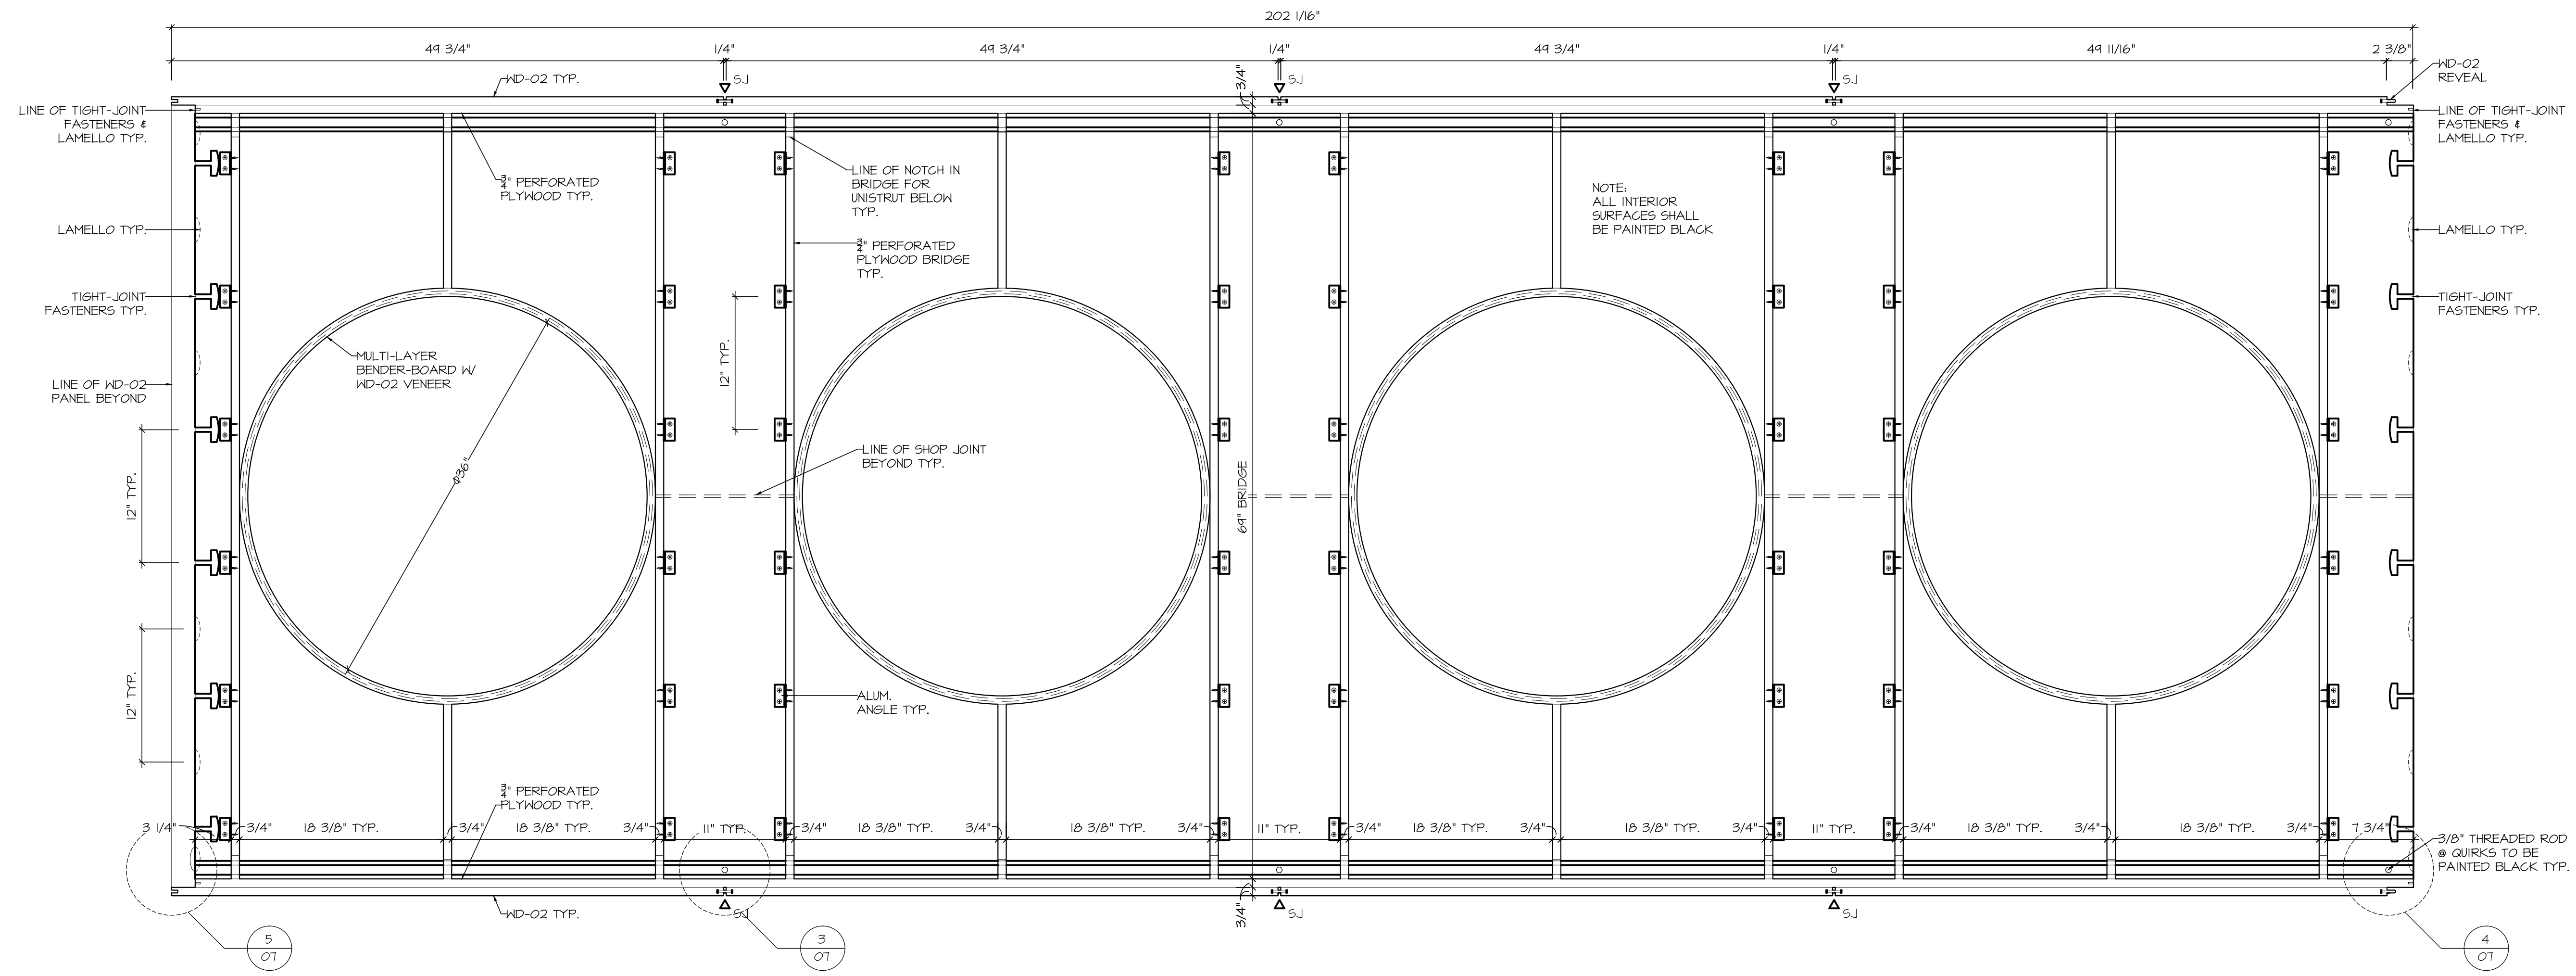 202 1/16"
49 3/4"
1/4"
49 3/4"
1/4"
49 3/4"
1/4"
49 11/16"
2 3/8"
WD-02 TYP.
SJ
3/4"
SJ
SJ
WD-02
REVEAL
LINE OF TIGHT-JOINT
FASTENERS &
LAMELLO TYP.
LINE OF TIGHT-JOINT
FASTENERS &
LAMELLO TYP.
3/4" PERFORATED
PLYWOOD TYP.
LINE OF NOTCH IN
BRIDGE FOR
UNISTRUT BELOW
TYP.
NOTE:
ALL INTERIOR
SURFACES SHALL
BE PAINTED BLACK
LAMELLO TYP.
LAMELLO TYP.
3/4" PERFORATED
PLYWOOD BRIDGE
TYP.
TIGHT-JOINT
FASTENERS TYP.
TIGHT-JOINT
FASTENERS TYP.
MULTI-LAYER
BENDER-BOARD W/
WD-02 VENEER
12" TYP.
LINE OF WD-02
PANEL BEYOND
LINE OF SHOP JOINT
BEYOND TYP.
Ø36"
12" TYP.
69" BRIDGE
12" TYP.
ALUM.
ANGLE TYP.
3/4" PERFORATED
PLYWOOD TYP.
3 1/4"
3/4"
18 3/8" TYP.
3/4"
18 3/8" TYP.
3/4"
11" TYP.
3/4"
18 3/8" TYP.
3/4"
18 3/8" TYP.
3/4"
11" TYP.
3/4"
18 3/8" TYP.
3/4"
18 3/8" TYP.
3/4"
11" TYP.
3/4"
18 3/8" TYP.
3/4"
18 3/8" TYP.
3/4"
7 3/4"
3/8" THREADED ROD
@ QUIRKS TO BE
PAINTED BLACK TYP.
WD-02 TYP.
SJ
3/4"
SJ
SJ
5
07
3
07
4
07